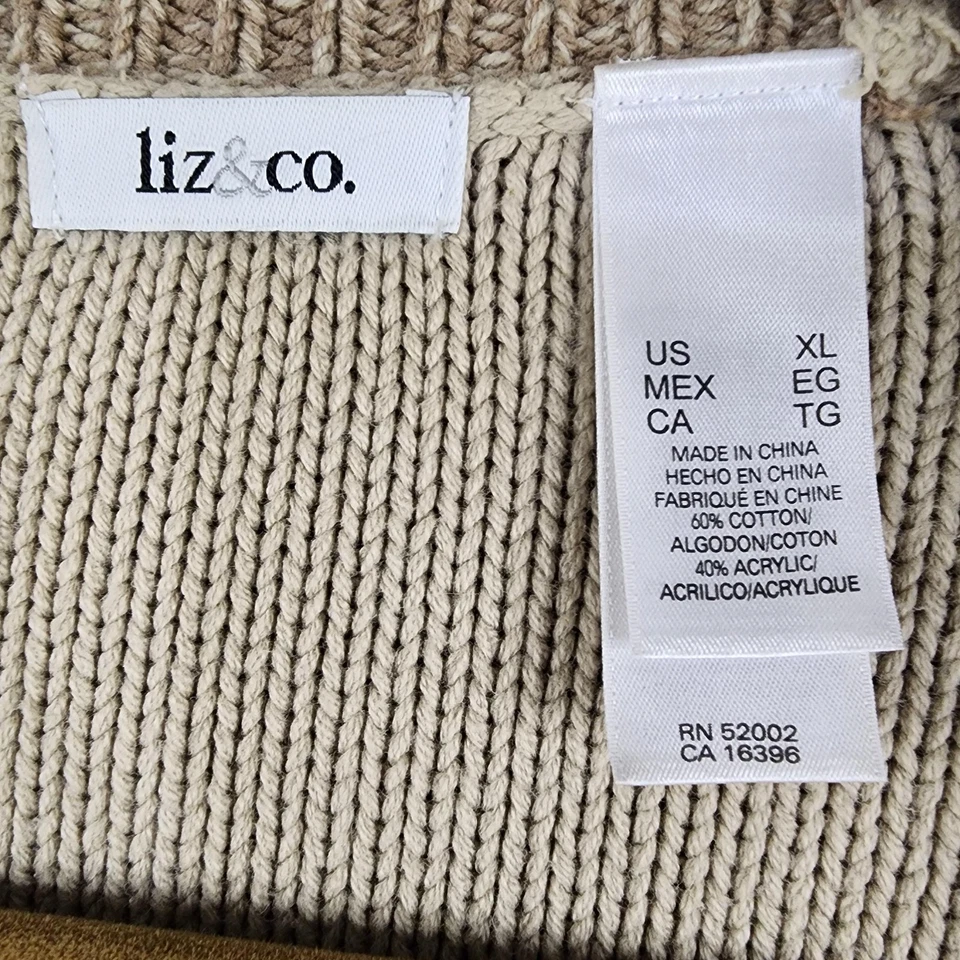 liz&co.
US XL
MEX EG
CA TG
MADE IN CHINA
HECHO EN CHINA
FABRIQUÉ EN CHINE
60% COTTON/
ALGODON/COTON
40% ACRYLIC/
ACRILICO/ACRYLIQUE
RN 52002
CA 16396